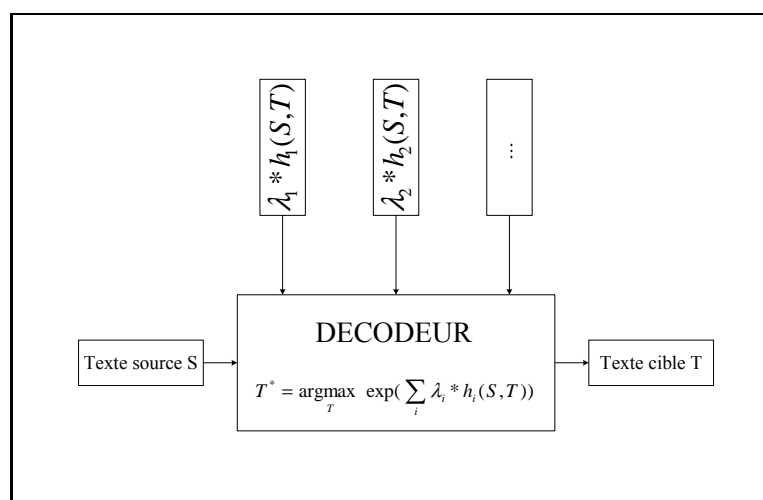 λ₁ * h₁(S,T)
λ₂ * h₂(S,T)
...
DECODEUR
Texte source S
T* = argmax exp(∑ λᵢ * hᵢ(S,T))
T i
Texte cible T